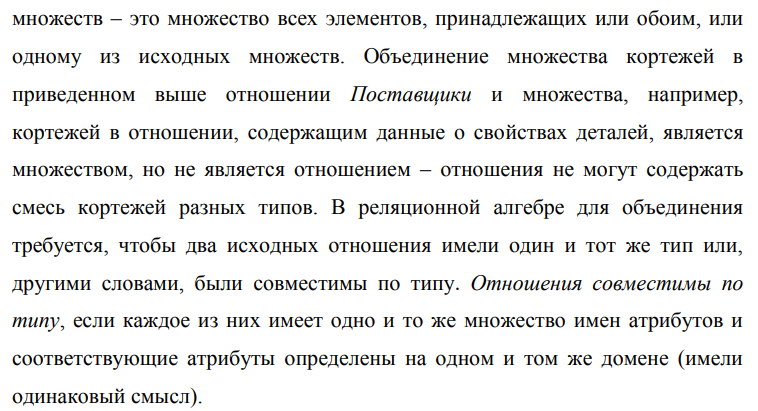 множеств – это множество всех элементов, принадлежащих или обоим, или
одному из исходных множеств. Объединение множества кортежей в
приведенном выше отношении Поставщики и множества, например,
кортежей в отношении, содержащим данные о свойствах деталей, является
множеством, но не является отношением – отношения не могут содержать
смесь кортежей разных типов. В реляционной алгебре для объединения
требуется, чтобы два исходных отношения имели один и тот же тип или,
другими словами, были совместимы по типу. Отношения совместимы по
типу, если каждое из них имеет одно и то же множество имен атрибутов и
соответствующие атрибуты определены на одном и том же домене (имели
одинаковый смысл).